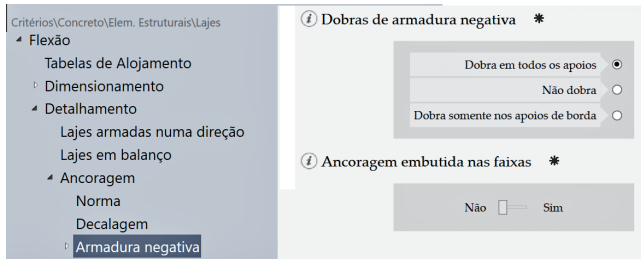 Critérios\Concreto\Elem. Estruturais\Lajes
Flexão
Tabelas de Alojamento
Dimensionamento
Detalhamento
Lajes armadas numa direção
Lajes em balanço
Ancoragem
Norma
Decalagem
Armadura negativa
Dobras de armadura negativa *
Dobra em todos os apoios
Não dobra
Dobra somente nos apoios de borda
Ancoragem embutida nas faixas *
Não Sim